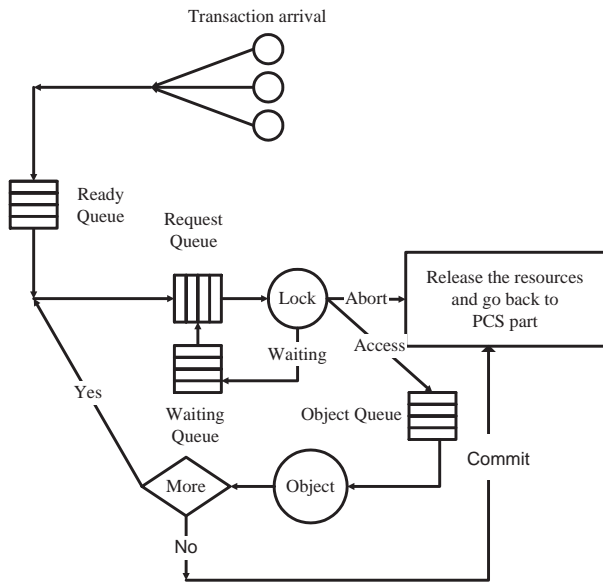 Transaction arrival
Ready
Queue
Request
Queue
Lock
Abort
Release the resources
and go back to
PCS part
Access
Waiting
Yes
Waiting
Queue
Object Queue
Commit
More
Object
No